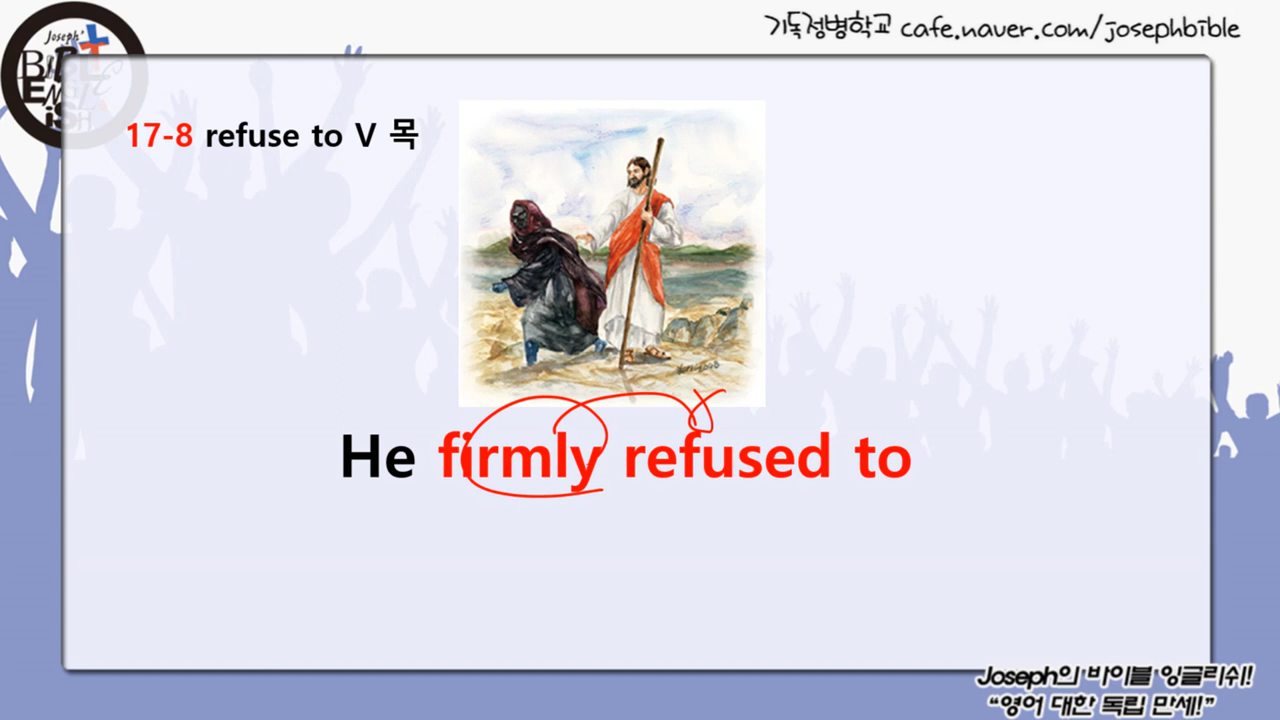 기독정병학교 cafe.naver.com/josephbible
Joseph'
BIBLE
ENGLISH
17-8 refuse to V 목
He firmly refused to
Joseph의 바이블 잉글리쉬!
“영어 대한 독립 만세!”